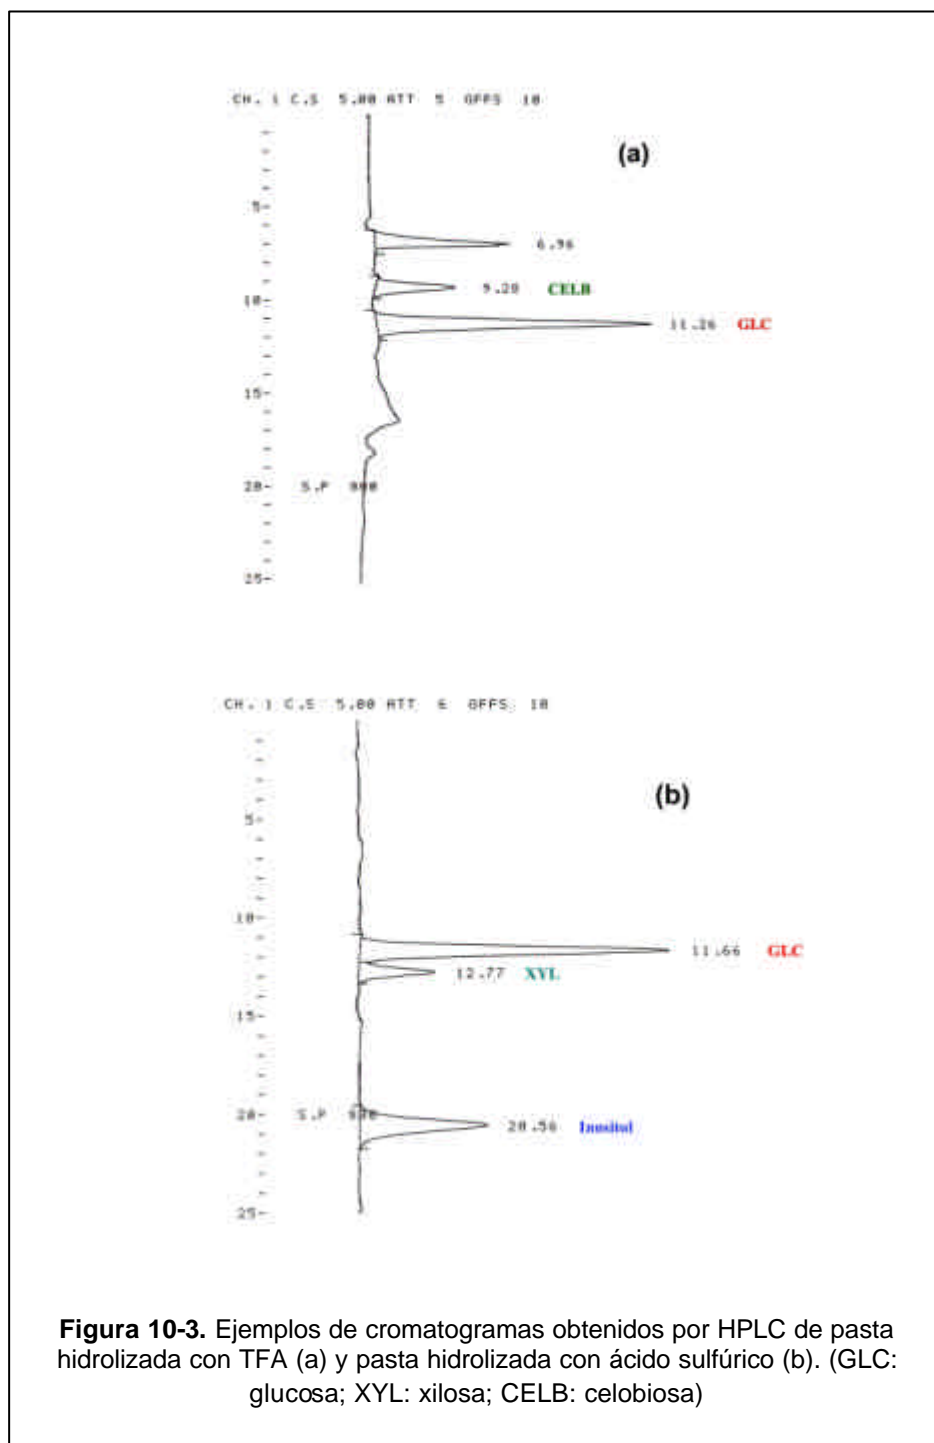 CH. 1 C.S 5.00 ATT 5 OFFS 10
(a)
5
6.96
9.28 CELB
10
11.26 GLC
15
20 S.P
25
CH. 1 C.S 5.00 ATT 6 OFFS 10
(b)
5
10
11.66 GLC
12.77 XYL
15
20 S.P
20.56 Inositol
25
Figura 10-3. Ejemplos de cromatogramas obtenidos por HPLC de pasta
hidrolizada con TFA (a) y pasta hidrolizada con ácido sulfúrico (b). (GLC:
glucosa; XYL: xilosa; CELB: celobiosa)